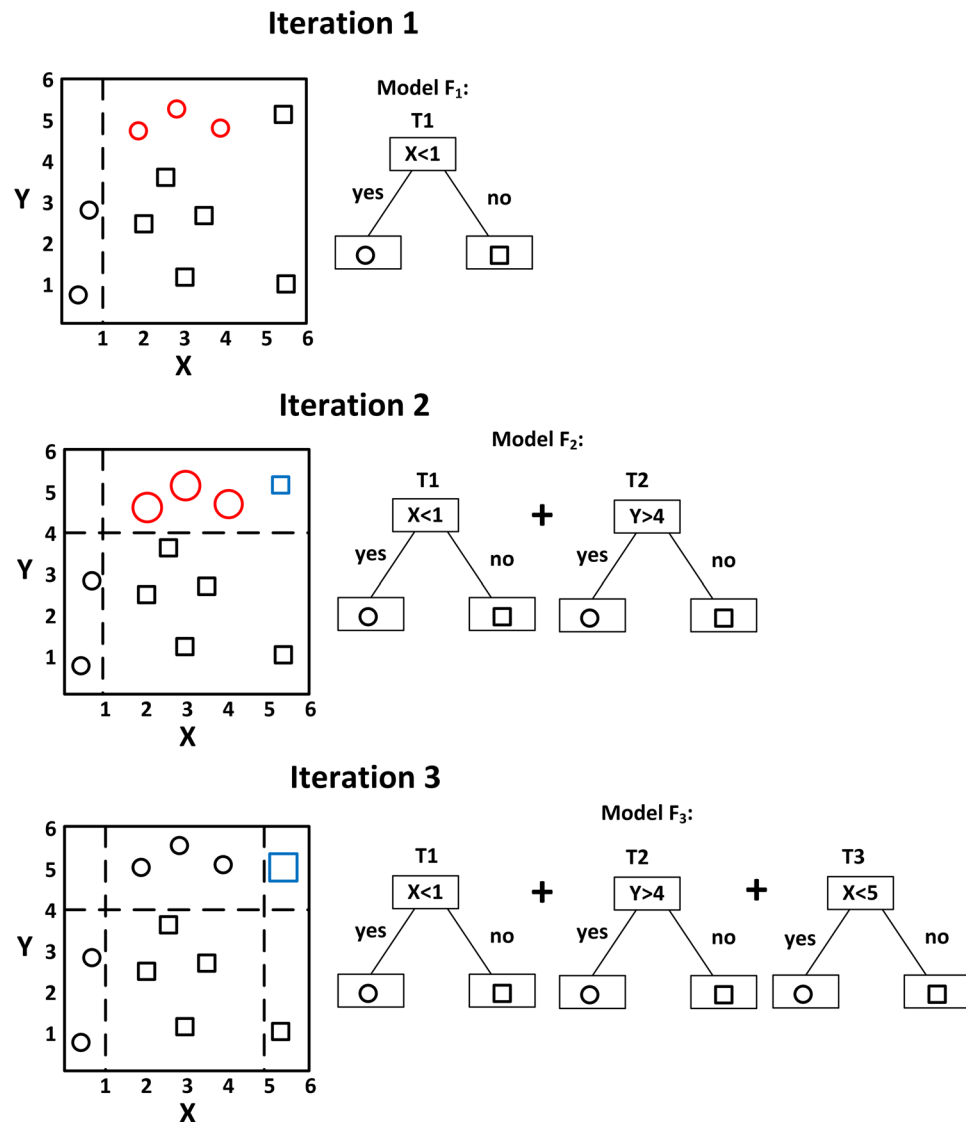 Iteration 1
Model F₁:
T1
X<1
yes
no
6
5
4
3
2
1
Y
1 2 3 4 5 6
X
Iteration 2
Model F₂:
T1
T2
X<1
+
Y>4
yes
no
yes
no
6
5
4
3
2
1
Y
1 2 3 4 5 6
X
Iteration 3
Model F₃:
T1
T2
T3
X<1
+
Y>4
+
X<5
yes
no
yes
no
yes
no
6
5
4
3
2
1
Y
1 2 3 4 5 6
X